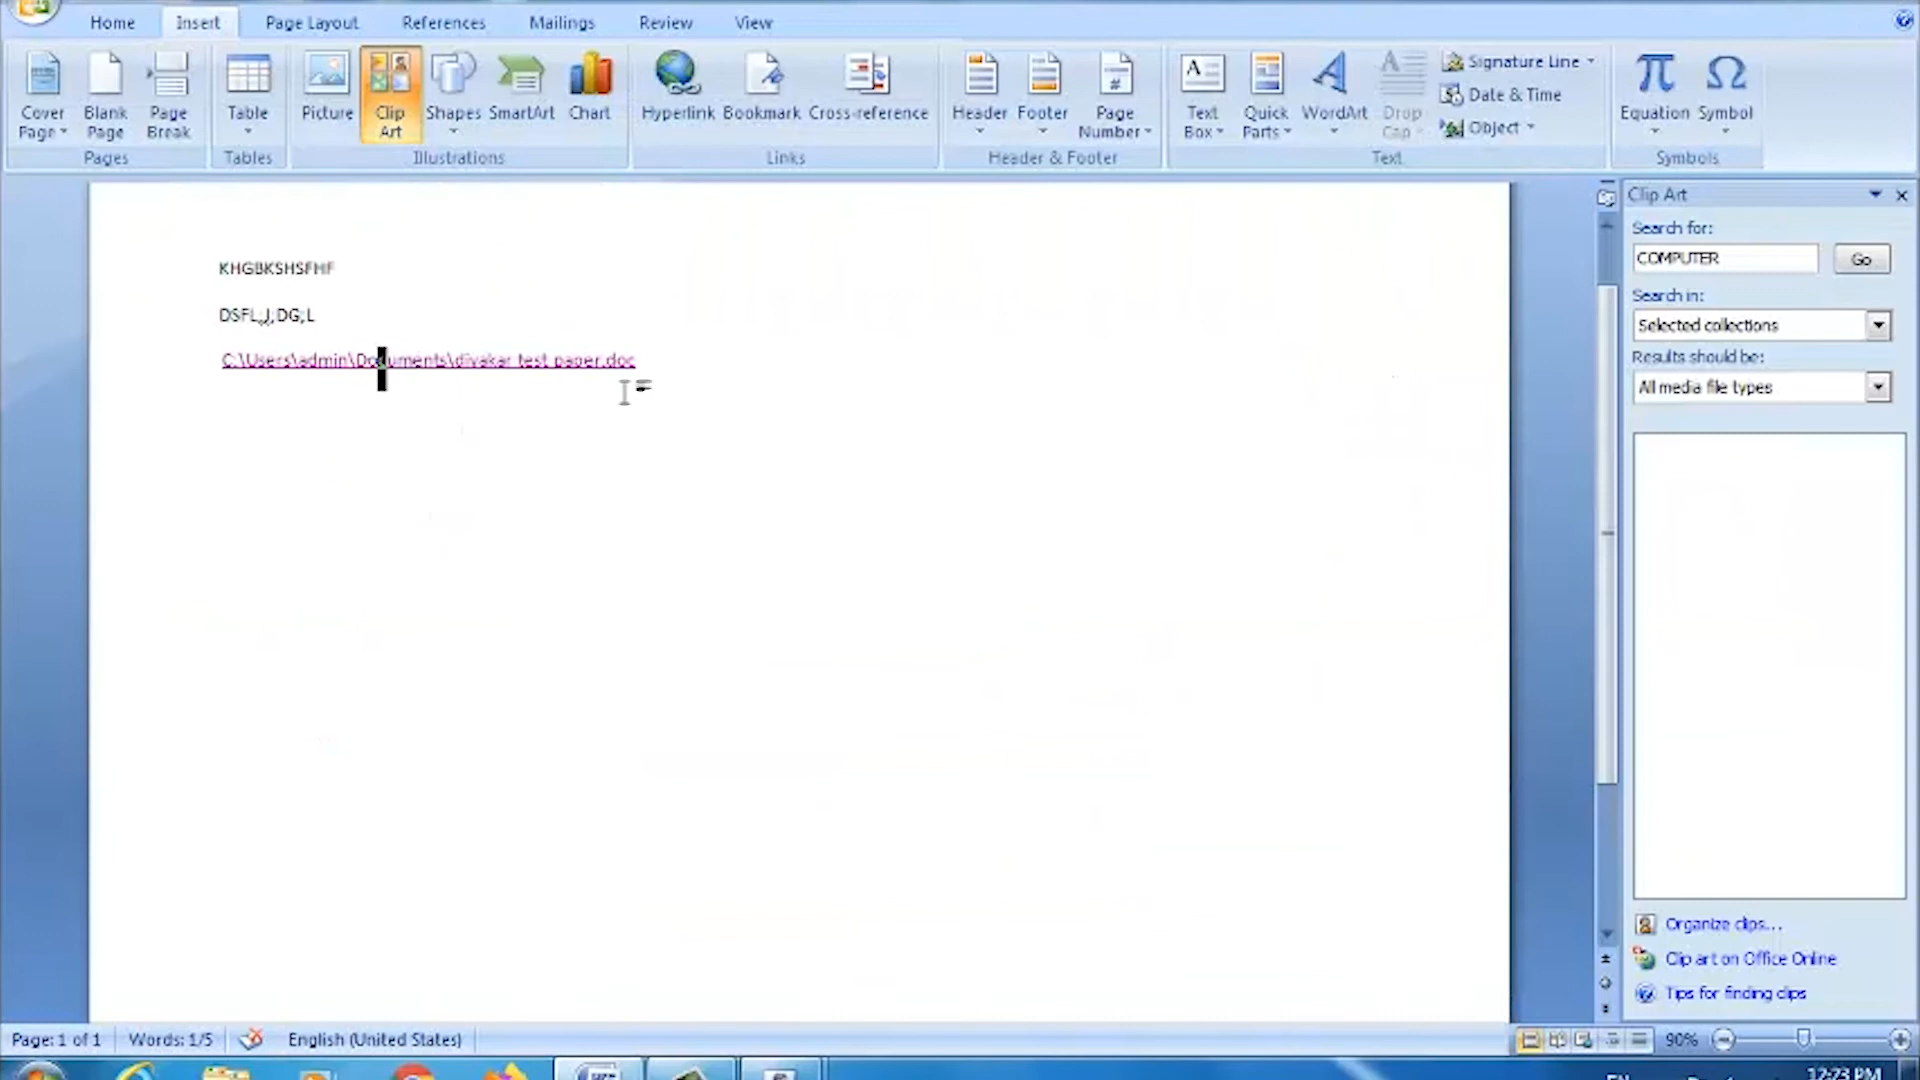 Home Insert Page Layout References Mailings Review View
Cover Page Blank Page Page Break Table Picture Clip Art Shapes SmartArt Chart Hyperlink Bookmark Cross-reference Header Footer Page Number Text Box Quick Parts WordArt Drop Cap Signature Line Date & Time Object Equation Symbol
Pages Tables Illustrations Links Header & Footer Text Symbols
KHGBKSHSFHF
DSFL;J;DG;L
C:\Users\admin\Documents\divakar test paper.doc
Clip Art
Search for:
COMPUTER Go
Search in:
Selected collections
Results should be:
All media file types
Organize clips...
Clip art on Office Online
Tips for finding clips
Page: 1 of 1 Words: 1/5 English (United States) 90%
12:23 PM